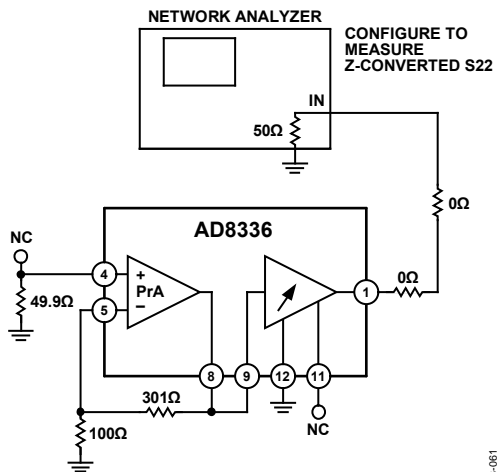 NETWORK ANALYZER
CONFIGURE TO
MEASURE
Z-CONVERTED S22
IN
50Ω
0Ω
AD8336
NC
0Ω
4
+
PrA
1
49.9Ω
5
−
8
9
12
11
301Ω
100Ω
NC
-061